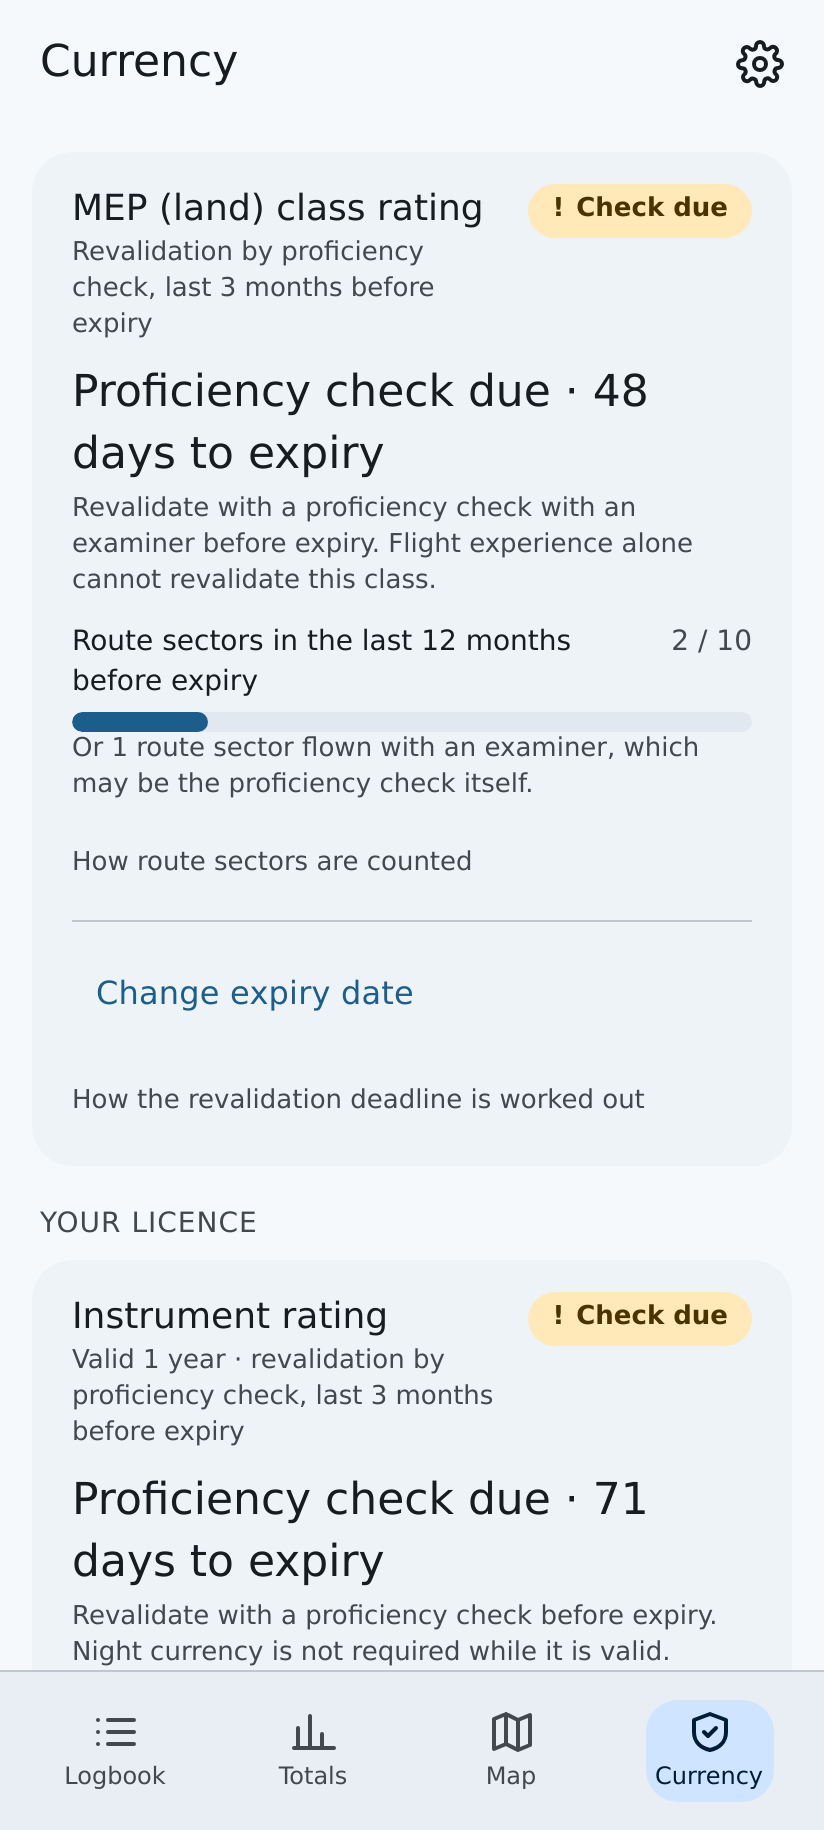 Currency
MEP (land) class rating
! Check due
Revalidation by proficiency
check, last 3 months before
expiry
Proficiency check due · 48
days to expiry
Revalidate with a proficiency check with an
examiner before expiry. Flight experience alone
cannot revalidate this class.
Route sectors in the last 12 months
before expiry
2 / 10
Or 1 route sector flown with an examiner, which
may be the proficiency check itself.
How route sectors are counted
Change expiry date
How the revalidation deadline is worked out
YOUR LICENCE
Instrument rating
! Check due
Valid 1 year · revalidation by
proficiency check, last 3 months
before expiry
Proficiency check due · 71
days to expiry
Revalidate with a proficiency check before expiry.
Night currency is not required while it is valid.
Logbook
Totals
Map
Currency